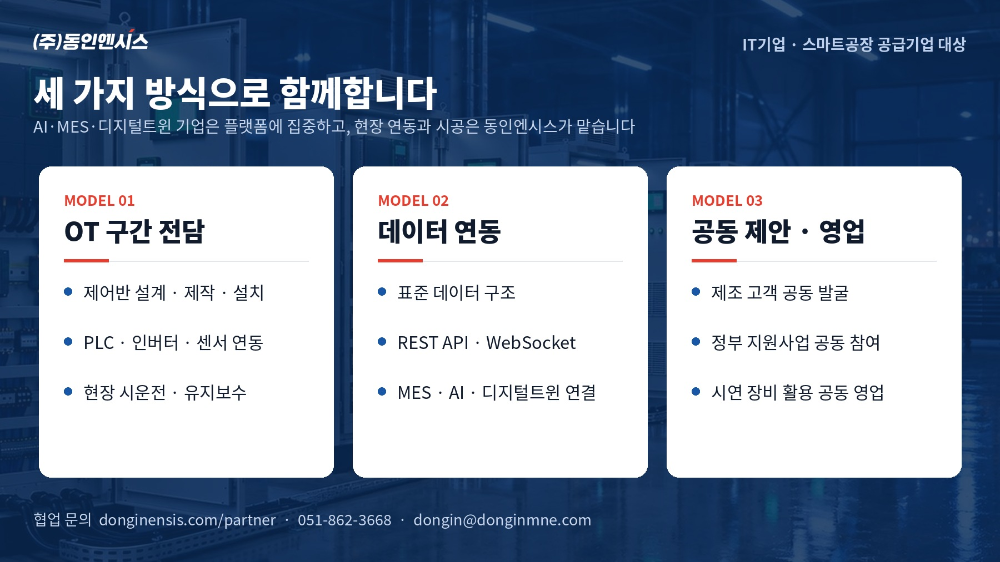 (주)동인엔시스
IT기업 · 스마트공장 공급기업 대상
세 가지 방식으로 함께합니다
AI·MES·디지털트윈 기업은 플랫폼에 집중하고, 현장 연동과 시공은 동인엔시스가 맡습니다
MODEL 01
OT 구간 전담
제어반 설계 · 제작 · 설치
PLC · 인버터 · 센서 연동
현장 시운전 · 유지보수
MODEL 02
데이터 연동
표준 데이터 구조
REST API · WebSocket
MES · AI · 디지털트윈 연결
MODEL 03
공동 제안 · 영업
제조 고객 공동 발굴
정부 지원사업 공동 참여
시연 장비 활용 공동 영업
협업 문의 donginensis.com/partner · 051-862-3668 · dongin@donginmne.com